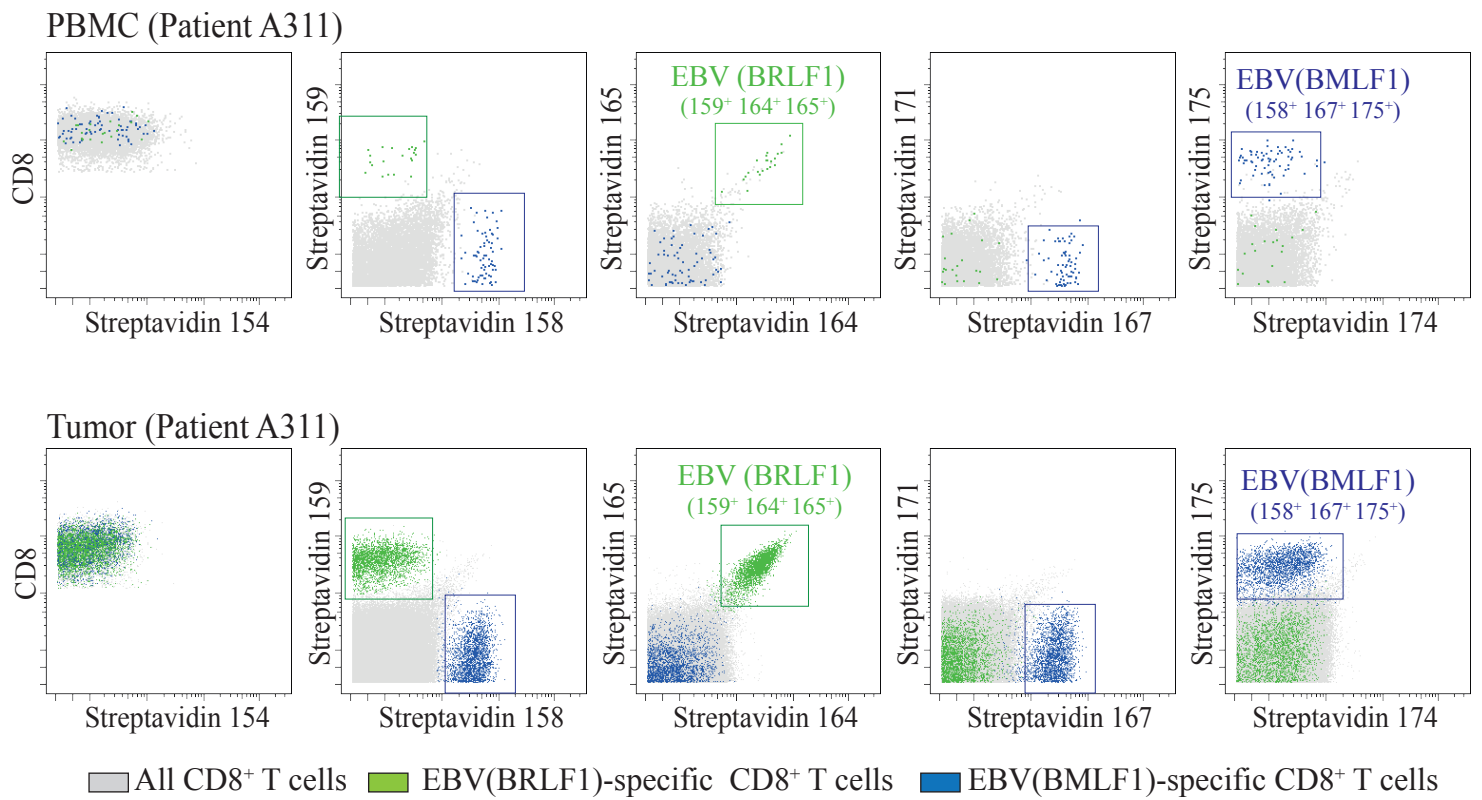 PBMC (Patient A311)
CD8
Streptavidin 154
Streptavidin 159
Streptavidin 158
Streptavidin 165
EBV (BRLF1)
(159⁺ 164⁺ 165⁺)
Streptavidin 164
Streptavidin 171
Streptavidin 167
Streptavidin 175
EBV(BMLF1)
(158⁺ 167⁺ 175⁺)
Streptavidin 174
Tumor (Patient A311)
CD8
Streptavidin 154
Streptavidin 159
Streptavidin 158
Streptavidin 165
EBV (BRLF1)
(159⁺ 164⁺ 165⁺)
Streptavidin 164
Streptavidin 171
Streptavidin 167
Streptavidin 175
EBV(BMLF1)
(158⁺ 167⁺ 175⁺)
Streptavidin 174
All CD8⁺ T cells EBV(BRLF1)-specific CD8⁺ T cells EBV(BMLF1)-specific CD8⁺ T cells